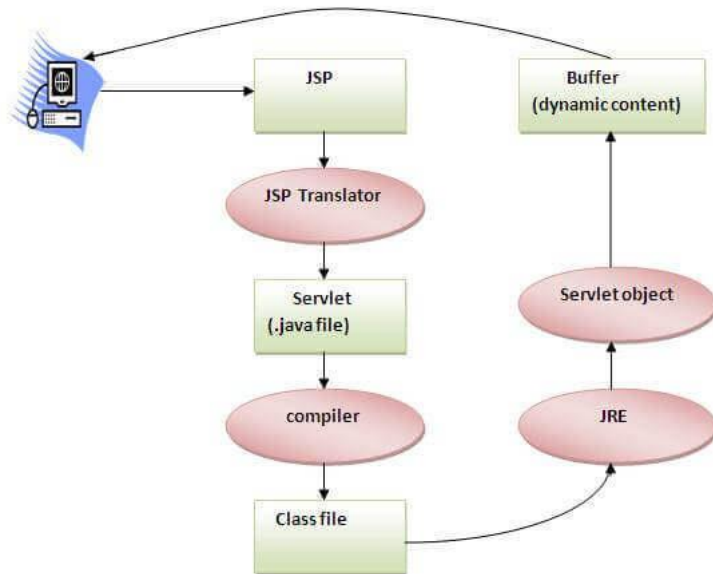 JSP
JSP Translator
Servlet
(.java file)
compiler
Class file
JRE
Servlet object
Buffer
(dynamic content)